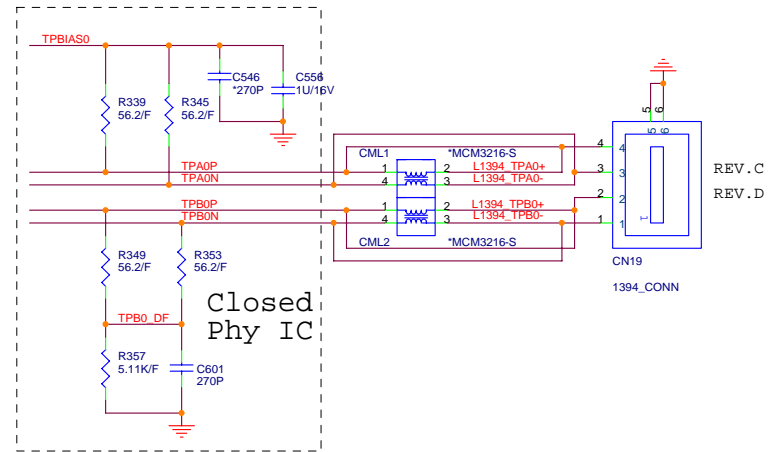 TPBIAS0
C546
*270P
C556
1U/16V
R339
56.2/F
R345
56.2/F
5
6
5
6
TPA0P
TPA0N
CML1
*MCM3216-S
1
2
L1394_TPA0+
4
3
L1394_TPA0-
4
4
3
3
2
2
1
1
1
REV.C
REV.D
TPB0P
TPB0N
1
2
L1394_TPB0+
4
3
L1394_TPB0-
CML2
*MCM3216-S
CN19
1394_CONN
R349
56.2/F
R353
56.2/F
Closed
Phy IC
TPB0_DF
R357
5.11K/F
C601
270P